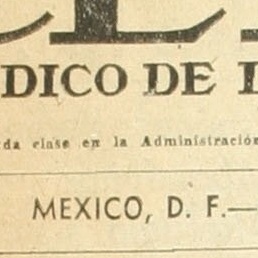 DICO DE
da clase en la Administración
MEXICO, D. F.—